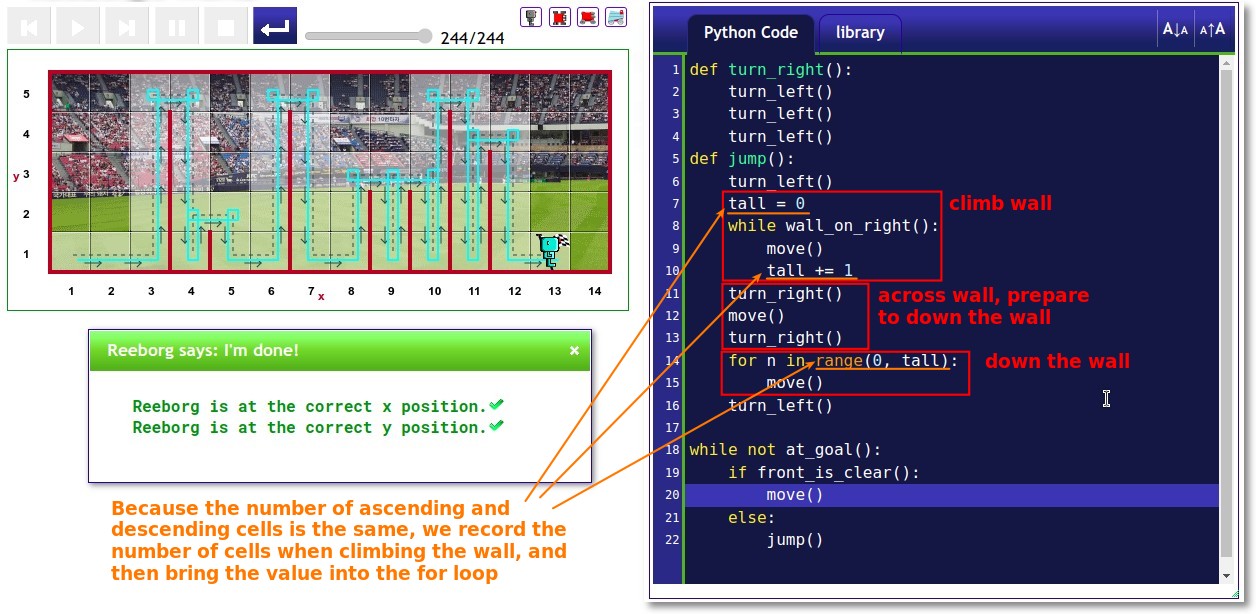 244/244
5
4
y 3
2
1
1 2 3 4 5 6 7 x 8 9 10 11 12 13 14
Reeborg says: I'm done! ×
Reeborg is at the correct x position.
Reeborg is at the correct y position.
Because the number of ascending and
descending cells is the same, we record the
number of cells when climbing the wall, and
then bring the value into the for loop
Python Code library A↓A A↑A
1 def turn_right():
2     turn_left()
3     turn_left()
4     turn_left()
5 def jump():
6     turn_left()
7     tall = 0
climb wall
8     while wall_on_right():
9         move()
10         tall += 1
11     turn_right()
across wall, prepare
12     move()
to down the wall
13     turn_right()
14     for n in range(0, tall):
down the wall
15         move()
16     turn_left()
17
18 while not at_goal():
19     if front_is_clear():
20         move()
21     else:
22         jump()